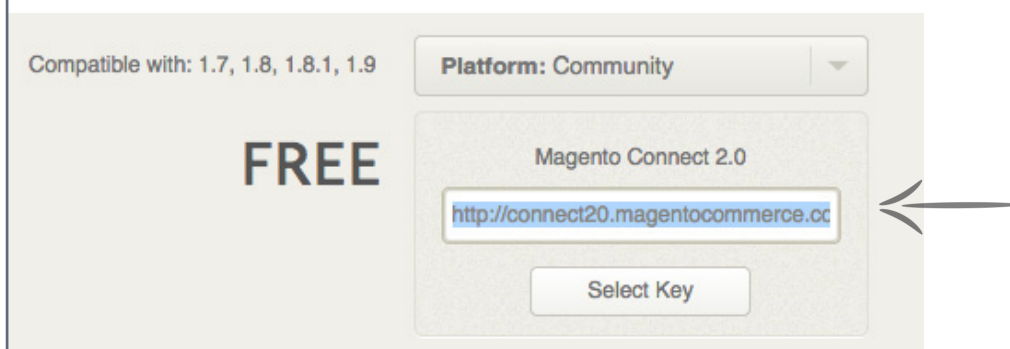 Compatible with: 1.7, 1.8, 1.8.1, 1.9
Platform: Community
FREE
Magento Connect 2.0
http://connect20.magentocommerce.cc
Select Key